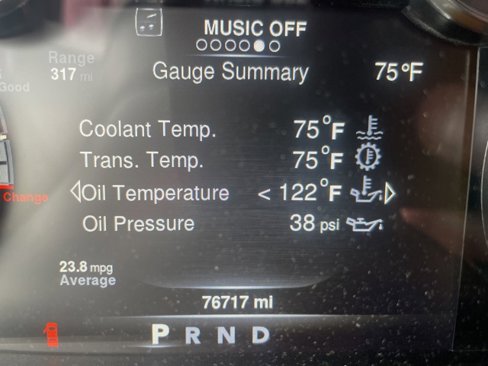 MUSIC OFF
Range
317 mi
Gauge Summary 75°F
Good
Coolant Temp. 75°F
Trans. Temp. 75°F
Change
Oil Temperature < 122°F
Oil Pressure 38 psi
23.8 mpg
Average
76717 mi
P R N D